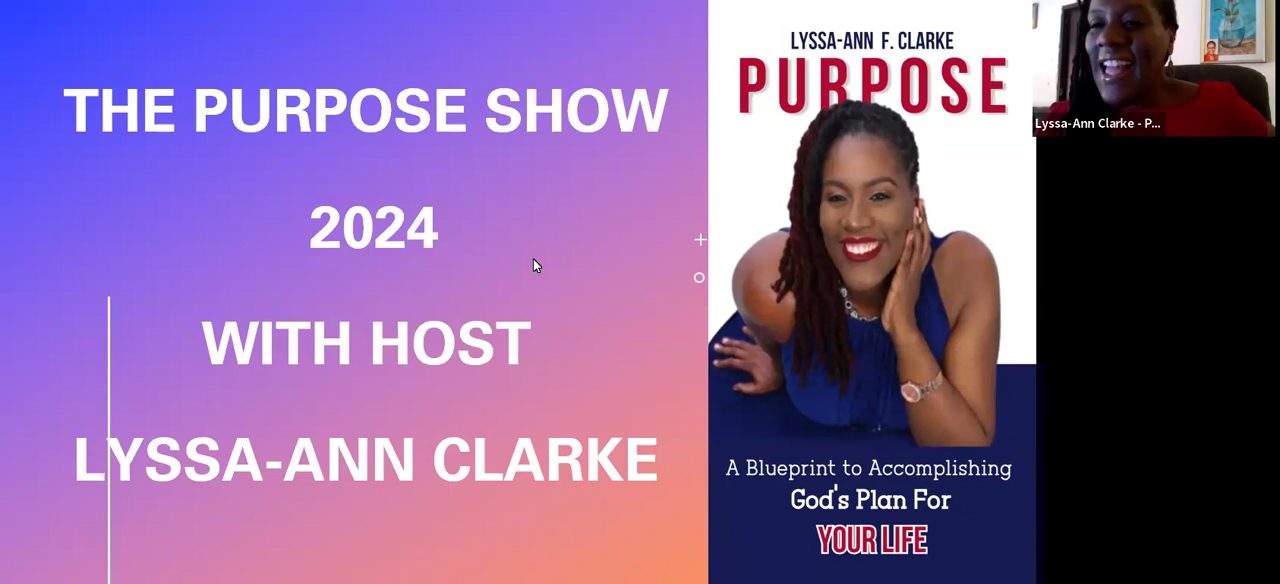 THE PURPOSE SHOW
2024
WITH HOST
LYSSA-ANN CLARKE
LYSSA-ANN F. CLARKE
PURPOSE
A Blueprint to Accomplishing
God's Plan For
YOUR LIFE
Lyssa-Ann Clarke - P...